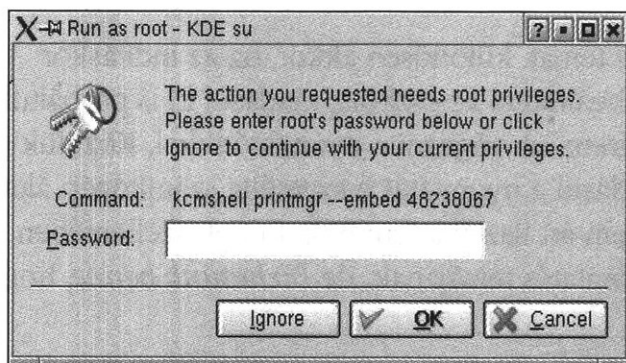 Run as root - KDE su
The action you requested needs root privileges.
Please enter root's password below or click
Ignore to continue with your current privileges.
Command: kcmshell printmgr --embed 48238067
Password:
Ignore OK Cancel